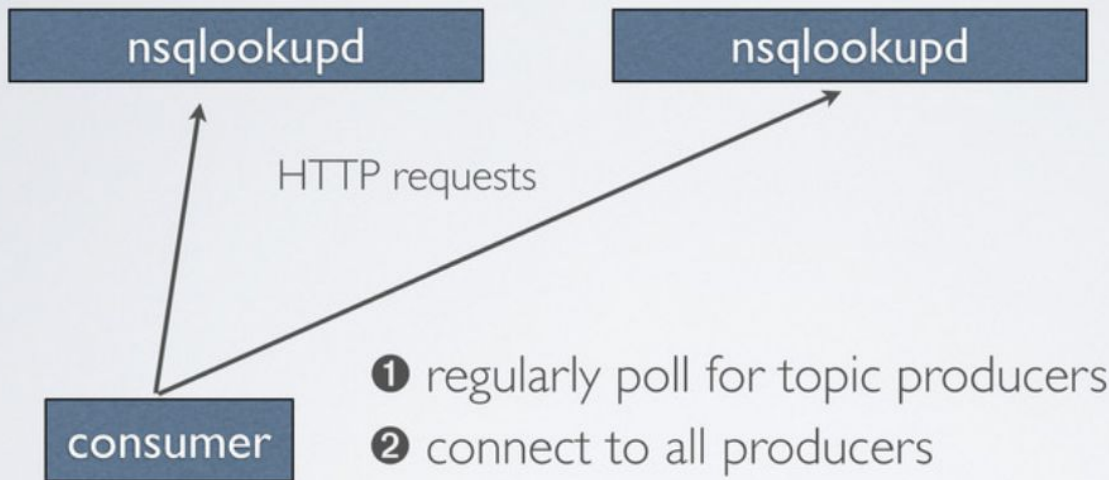 nsqlookupd
nsqlookupd
HTTP requests
❶ regularly poll for topic producers
❷ connect to all producers
consumer